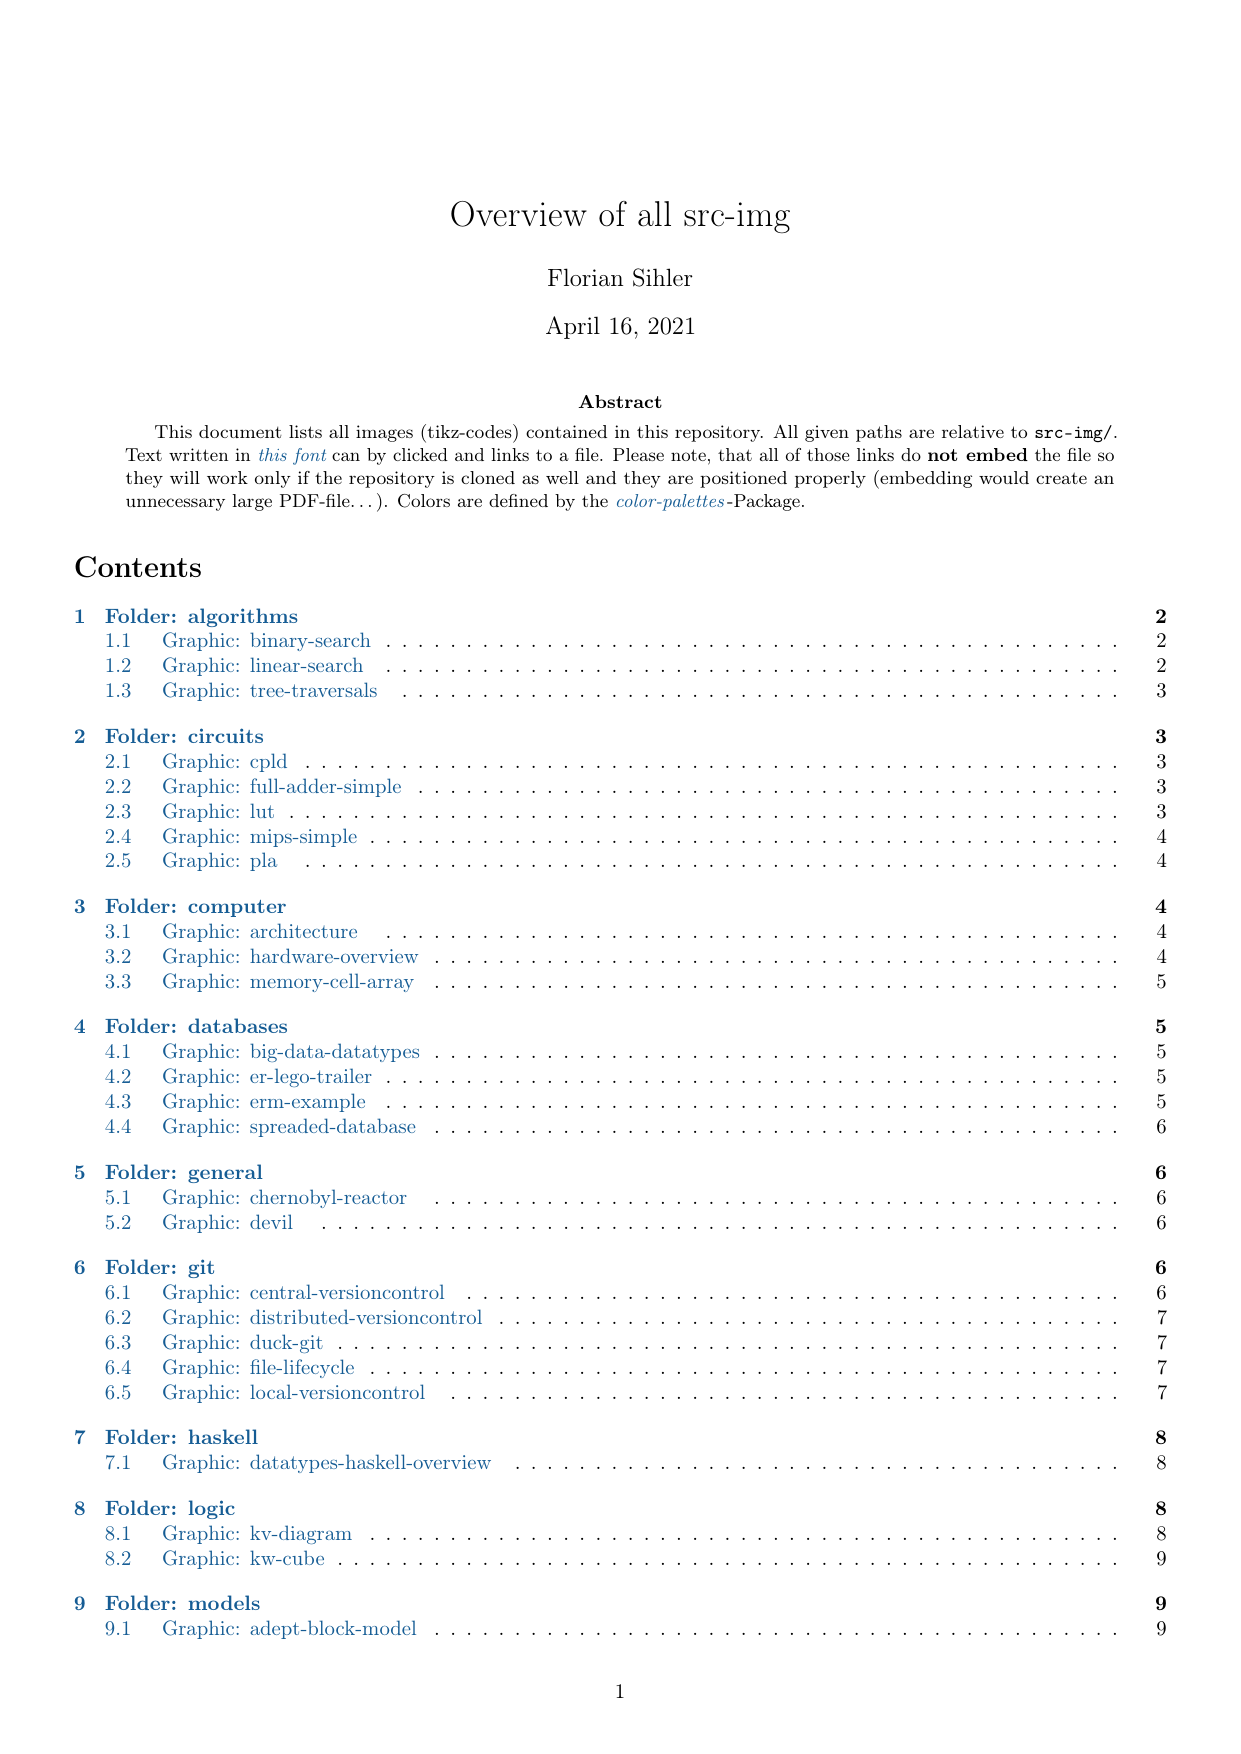 Overview of all src-img
Florian Sihler
April 16, 2021
Abstract
This document lists all images (tikz-codes) contained in this repository. All given paths are relative to src-img/.
Text written in this font can by clicked and links to a file. Please note, that all of those links do not embed the file so
they will work only if the repository is cloned as well and they are positioned properly (embedding would create an
unnecessary large PDF-file...). Colors are defined by the color-palettes-Package.
Contents
1 Folder: algorithms 2
1.1 Graphic: binary-search . . . . . . . . . . . . . . . . . . . . . . . . . . . . . . . . . . . . . . . . . . . . . . 2
1.2 Graphic: linear-search . . . . . . . . . . . . . . . . . . . . . . . . . . . . . . . . . . . . . . . . . . . . . . 2
1.3 Graphic: tree-traversals . . . . . . . . . . . . . . . . . . . . . . . . . . . . . . . . . . . . . . . . . . . . . 3
2 Folder: circuits 3
2.1 Graphic: cpld . . . . . . . . . . . . . . . . . . . . . . . . . . . . . . . . . . . . . . . . . . . . . . . . . . . 3
2.2 Graphic: full-adder-simple . . . . . . . . . . . . . . . . . . . . . . . . . . . . . . . . . . . . . . . . . . . . 3
2.3 Graphic: lut . . . . . . . . . . . . . . . . . . . . . . . . . . . . . . . . . . . . . . . . . . . . . . . . . . . . 3
2.4 Graphic: mips-simple . . . . . . . . . . . . . . . . . . . . . . . . . . . . . . . . . . . . . . . . . . . . . . . 4
2.5 Graphic: pla . . . . . . . . . . . . . . . . . . . . . . . . . . . . . . . . . . . . . . . . . . . . . . . . . . . 4
3 Folder: computer 4
3.1 Graphic: architecture . . . . . . . . . . . . . . . . . . . . . . . . . . . . . . . . . . . . . . . . . . . . . . 4
3.2 Graphic: hardware-overview . . . . . . . . . . . . . . . . . . . . . . . . . . . . . . . . . . . . . . . . . . . 4
3.3 Graphic: memory-cell-array . . . . . . . . . . . . . . . . . . . . . . . . . . . . . . . . . . . . . . . . . . . 5
4 Folder: databases 5
4.1 Graphic: big-data-datatypes . . . . . . . . . . . . . . . . . . . . . . . . . . . . . . . . . . . . . . . . . . . 5
4.2 Graphic: er-lego-trailer . . . . . . . . . . . . . . . . . . . . . . . . . . . . . . . . . . . . . . . . . . . . . . 5
4.3 Graphic: erm-example . . . . . . . . . . . . . . . . . . . . . . . . . . . . . . . . . . . . . . . . . . . . . . 5
4.4 Graphic: spreaded-database . . . . . . . . . . . . . . . . . . . . . . . . . . . . . . . . . . . . . . . . . . . 6
5 Folder: general 6
5.1 Graphic: chernobyl-reactor . . . . . . . . . . . . . . . . . . . . . . . . . . . . . . . . . . . . . . . . . . . 6
5.2 Graphic: devil . . . . . . . . . . . . . . . . . . . . . . . . . . . . . . . . . . . . . . . . . . . . . . . . . . 6
6 Folder: git 6
6.1 Graphic: central-versioncontrol . . . . . . . . . . . . . . . . . . . . . . . . . . . . . . . . . . . . . . . . . 6
6.2 Graphic: distributed-versioncontrol . . . . . . . . . . . . . . . . . . . . . . . . . . . . . . . . . . . . . . . 7
6.3 Graphic: duck-git . . . . . . . . . . . . . . . . . . . . . . . . . . . . . . . . . . . . . . . . . . . . . . . . . 7
6.4 Graphic: file-lifecycle . . . . . . . . . . . . . . . . . . . . . . . . . . . . . . . . . . . . . . . . . . . . . . . 7
6.5 Graphic: local-versioncontrol . . . . . . . . . . . . . . . . . . . . . . . . . . . . . . . . . . . . . . . . . . 7
7 Folder: haskell 8
7.1 Graphic: datatypes-haskell-overview . . . . . . . . . . . . . . . . . . . . . . . . . . . . . . . . . . . . . . 8
8 Folder: logic 8
8.1 Graphic: kv-diagram . . . . . . . . . . . . . . . . . . . . . . . . . . . . . . . . . . . . . . . . . . . . . . . 8
8.2 Graphic: kw-cube . . . . . . . . . . . . . . . . . . . . . . . . . . . . . . . . . . . . . . . . . . . . . . . . . 9
9 Folder: models 9
9.1 Graphic: adept-block-model . . . . . . . . . . . . . . . . . . . . . . . . . . . . . . . . . . . . . . . . . . . 9
1